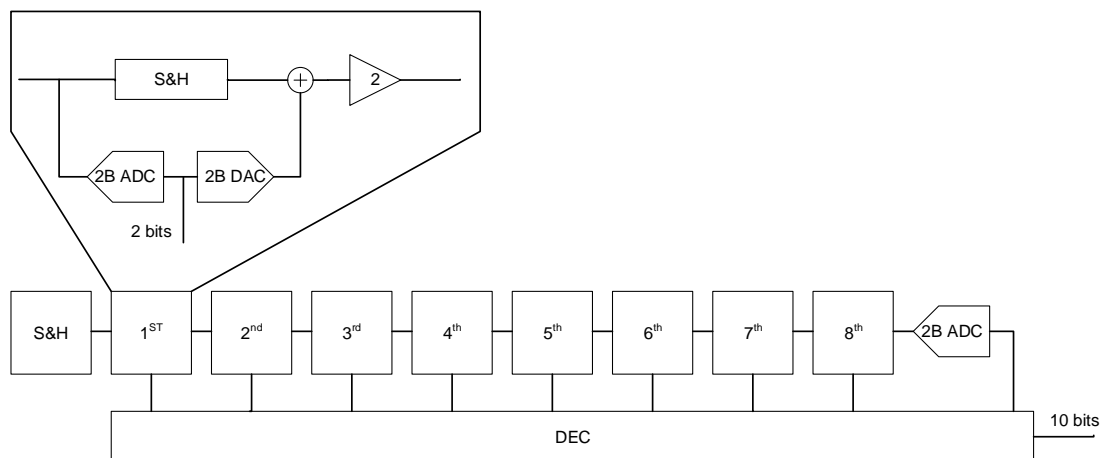 S&H
2
2B ADC
2B DAC
2 bits
S&H
1ST
2nd
3rd
4th
5th
6th
7th
8th
2B ADC
10 bits
DEC